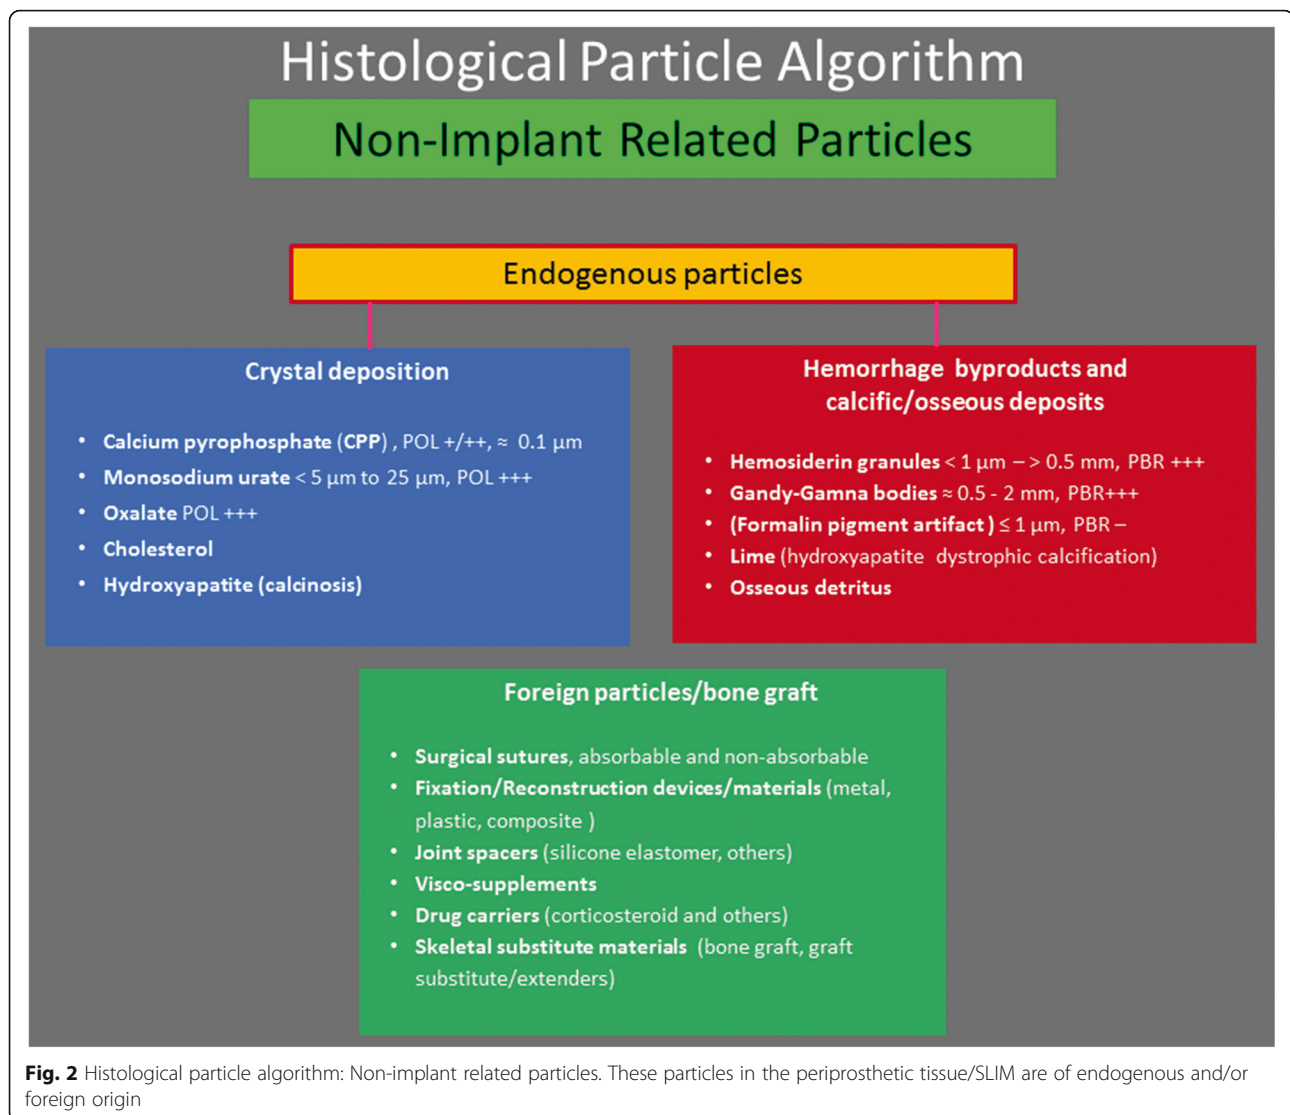 Histological Particle Algorithm
Non-Implant Related Particles
Endogenous particles
Crystal deposition
• Calcium pyrophosphate (CPP) , POL +/++, ≈ 0.1 µm
• Monosodium urate < 5 µm to 25 µm, POL +++
• Oxalate POL +++
• Cholesterol
• Hydroxyapatite (calcinosis)
Hemorrhage byproducts and
calcific/osseous deposits
• Hemosiderin granules < 1 µm – > 0.5 mm, PBR +++
• Gandy-Gamna bodies ≈ 0.5 - 2 mm, PBR+++
• (Formalin pigment artifact ) ≤ 1 µm, PBR –
• Lime (hydroxyapatite dystrophic calcification)
• Osseous detritus
Foreign particles/bone graft
• Surgical sutures, absorbable and non-absorbable
• Fixation/Reconstruction devices/materials (metal,
plastic, composite )
• Joint spacers (silicone elastomer, others)
• Visco-supplements
• Drug carriers (corticosteroid and others)
• Skeletal substitute materials (bone graft, graft
substitute/extenders)
Fig. 2 Histological particle algorithm: Non-implant related particles. These particles in the periprosthetic tissue/SLIM are of endogenous and/or
foreign origin